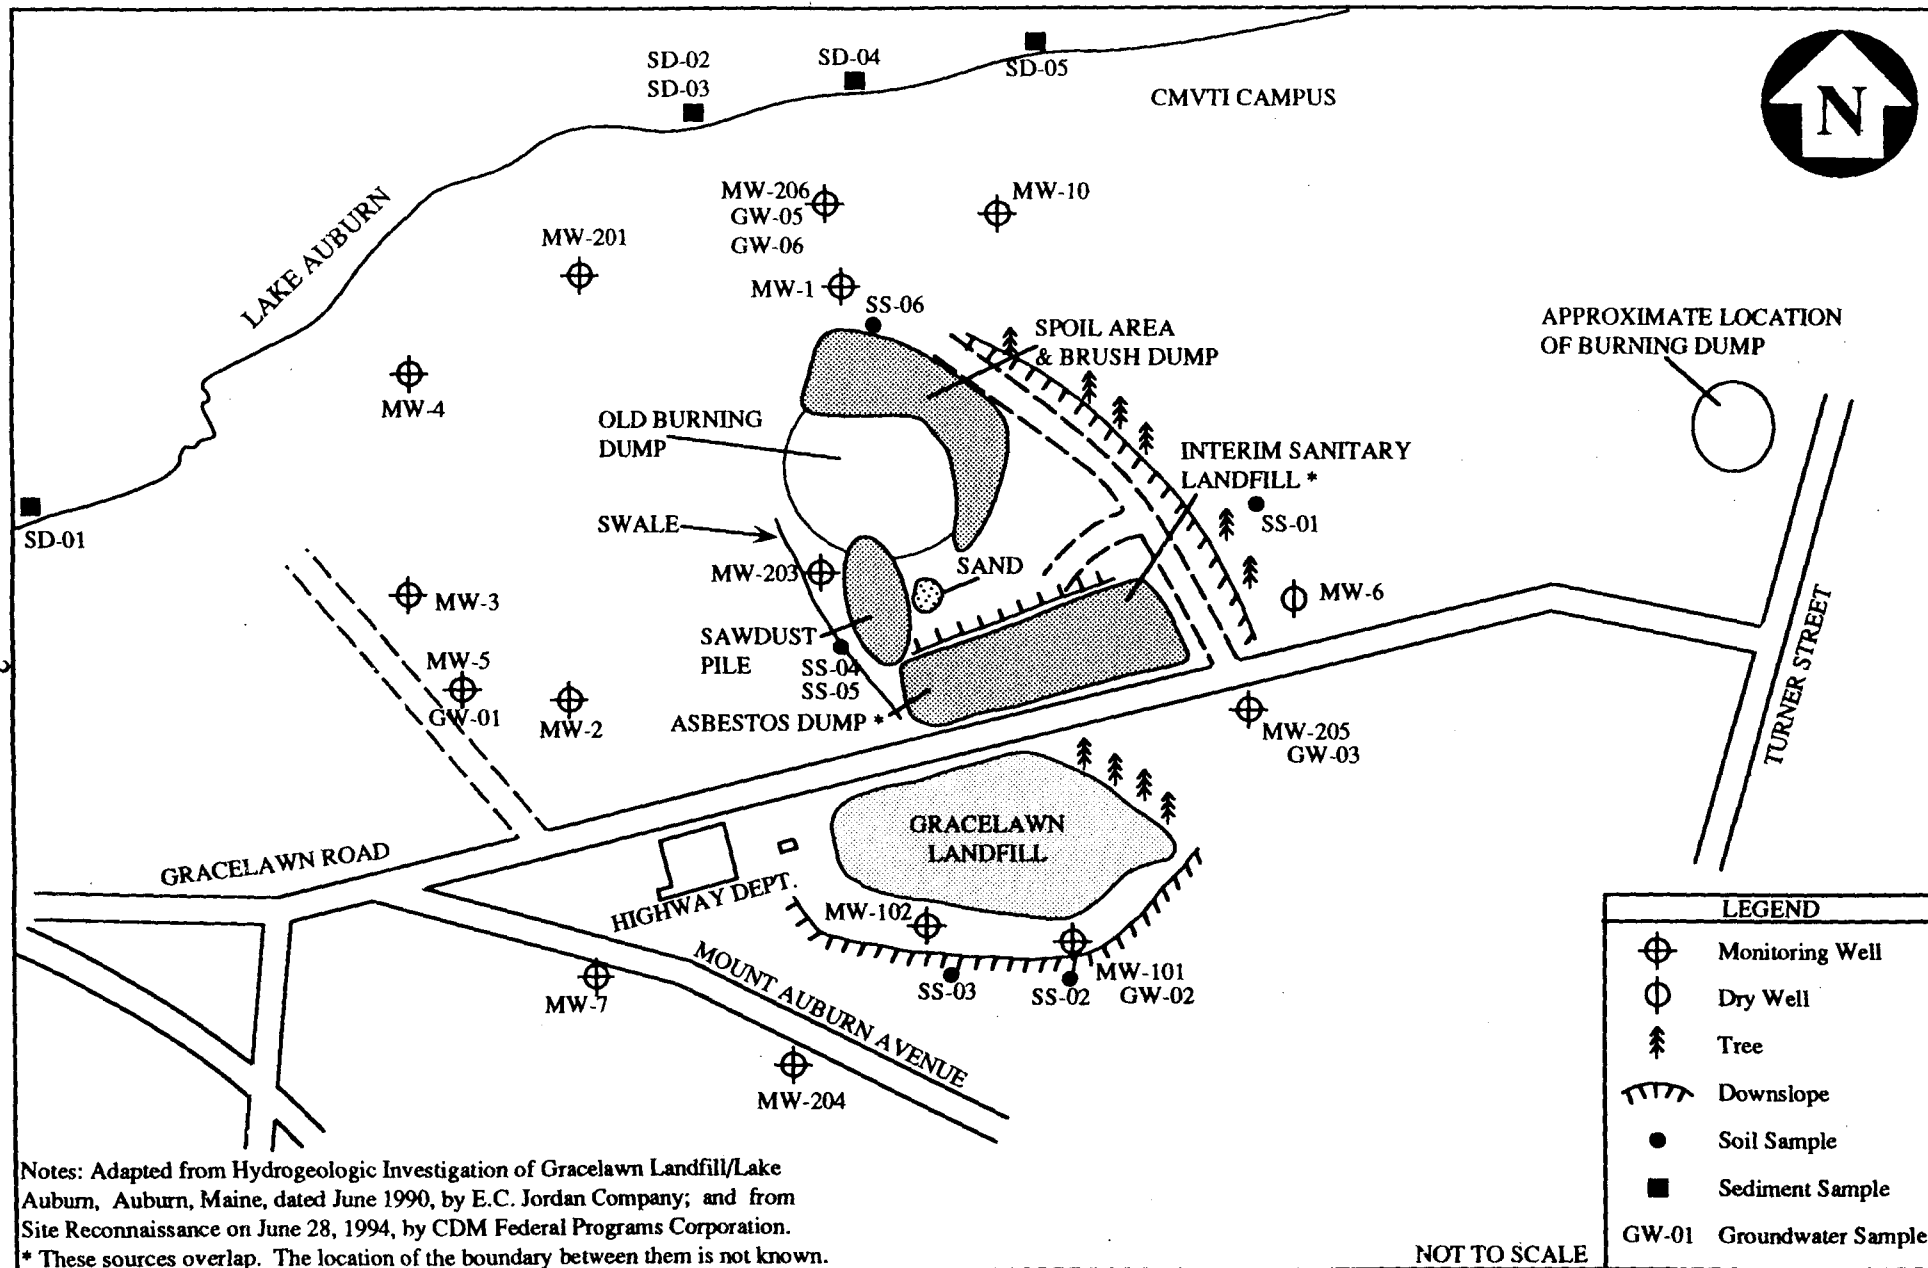 SD-02
SD-03
SD-04
SD-05
CMVTI CAMPUS
N
LAKE AUBURN
MW-206
GW-05
GW-06
MW-10
MW-201
MW-1
SS-06
SPOIL AREA
& BRUSH DUMP
APPROXIMATE LOCATION
OF BURNING DUMP
MW-4
OLD BURNING
DUMP
INTERIM SANITARY
LANDFILL *
SS-01
SWALE
SD-01
MW-203
SAND
MW-3
MW-6
SAWDUST
PILE
SS-04
SS-05
MW-5
GW-01
MW-2
ASBESTOS DUMP *
MW-205
GW-03
TURNER STREET
GRACELAWN
LANDFILL
GRACELAWN ROAD
HIGHWAY DEPT.
MW-102
MW-101
GW-02
SS-03
SS-02
MW-7
MOUNT AUBURN AVENUE
MW-204
LEGEND
Monitoring Well
Dry Well
Tree
Downslope
Soil Sample
Sediment Sample
GW-01 Groundwater Sample
Notes: Adapted from Hydrogeologic Investigation of Gracelawn Landfill/Lake
Auburn, Auburn, Maine, dated June 1990, by E.C. Jordan Company; and from
Site Reconnaissance on June 28, 1994, by CDM Federal Programs Corporation.
* These sources overlap. The location of the boundary between them is not known.
NOT TO SCALE